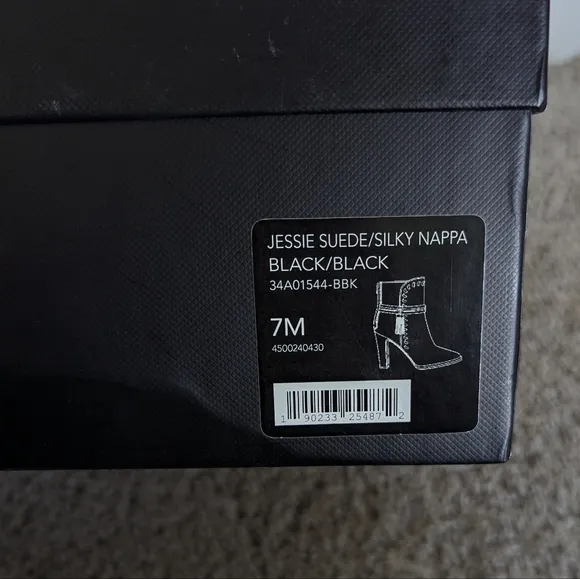 JESSIE SUEDE/SILKY NAPPA
BLACK/BLACK
34A01544-BBK
7M
4500240430
1 90233 25487 2